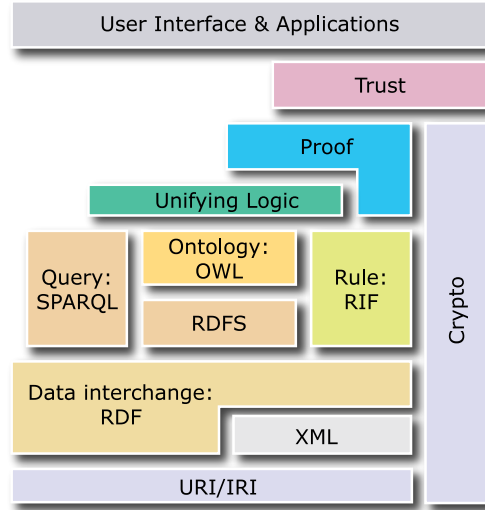 User Interface & Applications
Trust
Proof
Unifying Logic
Query:
SPARQL
Ontology:
OWL
RDFS
Rule:
RIF
Crypto
Data interchange:
RDF
XML
URI/IRI